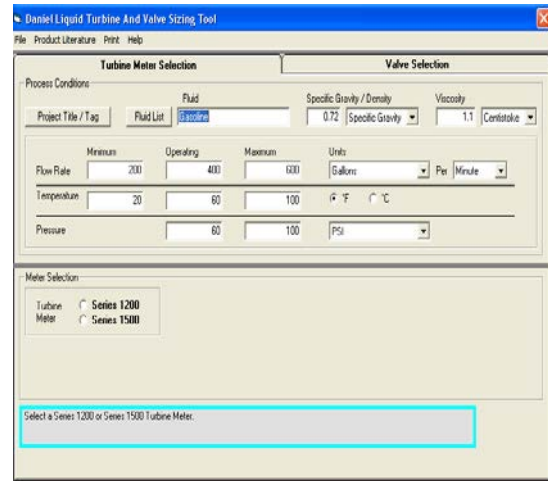 Daniel Liquid Turbine And Valve Sizing Tool
File Product Literature Print Help
Turbine Meter Selection Valve Selection
Process Conditions
Fluid Specific Gravity / Density Viscosity
Project Title / Tag Fluid List Gasoline 0.72 Specific Gravity 1.1 Centistoke
Minimum Operating Maximum Units
Flow Rate 200 400 600 Gallons Per Minute
Temperature 20 60 100 °F °C
Pressure 60 100 PSI
Meter Selection
Turbine Meter Series 1200
Series 1500
Select a Series 1200 or Series 1500 Turbine Meter.